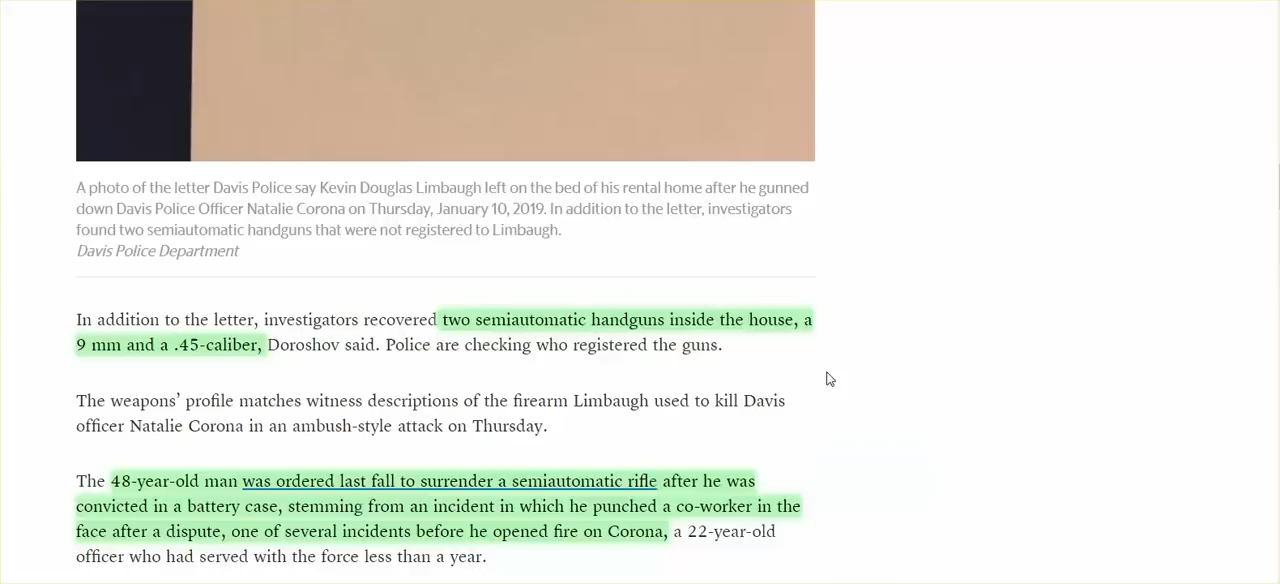 A photo of the letter Davis Police say Kevin Douglas Limbaugh left on the bed of his rental home after he gunned
down Davis Police Officer Natalie Corona on Thursday, January 10, 2019. In addition to the letter, investigators
found two semiautomatic handguns that were not registered to Limbaugh.
Davis Police Department
In addition to the letter, investigators recovered two semiautomatic handguns inside the house, a
9 mm and a .45-caliber, Doroshov said. Police are checking who registered the guns.
The weapons’ profile matches witness descriptions of the firearm Limbaugh used to kill Davis
officer Natalie Corona in an ambush-style attack on Thursday.
The 48-year-old man was ordered last fall to surrender a semiautomatic rifle after he was
convicted in a battery case, stemming from an incident in which he punched a co-worker in the
face after a dispute, one of several incidents before he opened fire on Corona, a 22-year-old
officer who had served with the force less than a year.